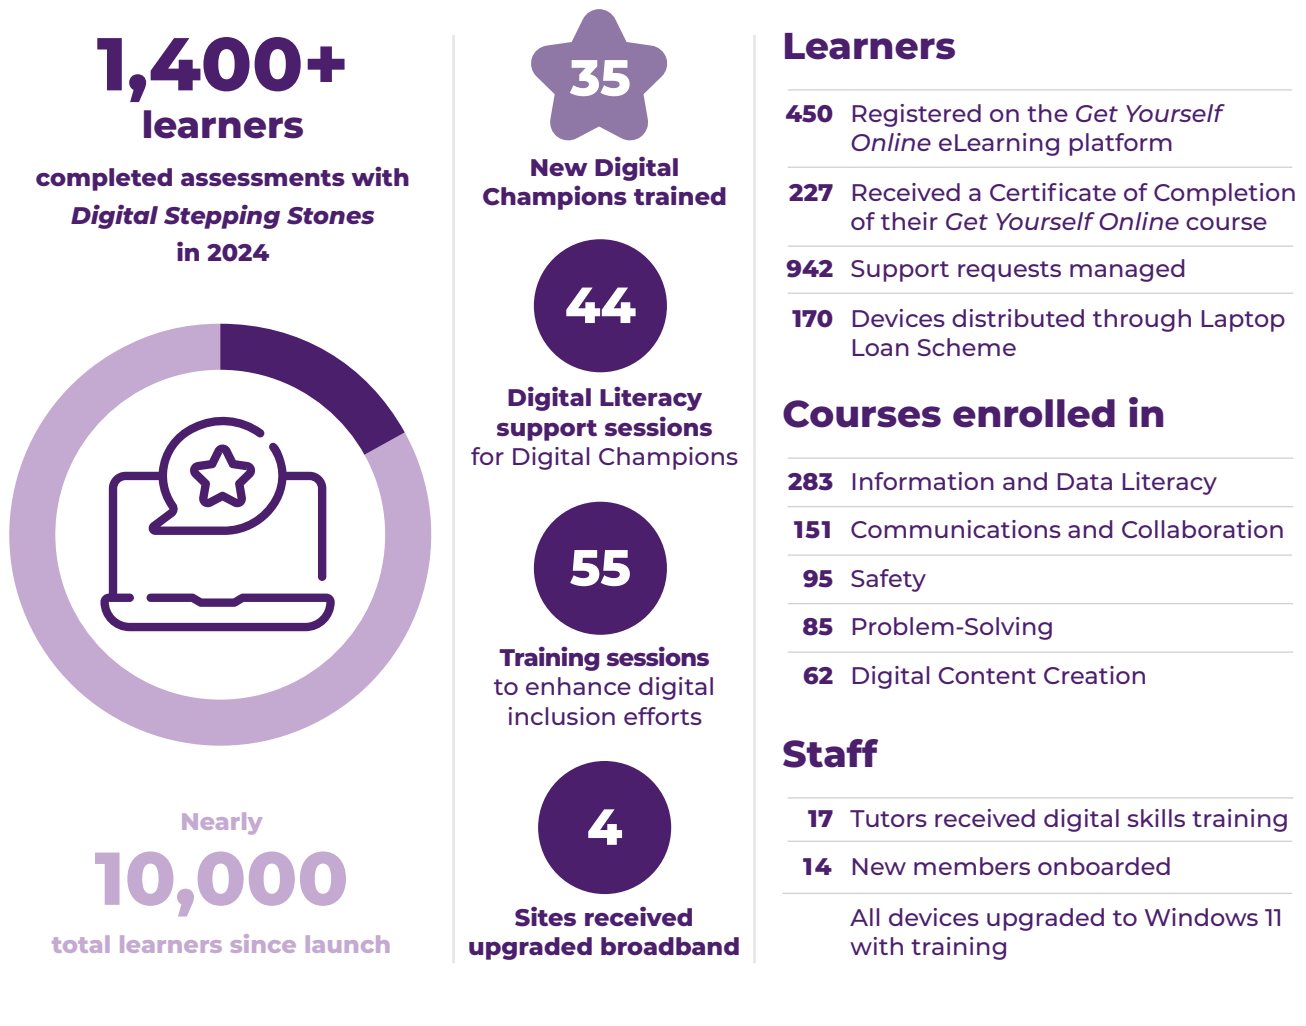 1,400+
learners
completed assessments with
Digital Stepping Stones
in 2024
Nearly
10,000
total learners since launch
35
New Digital
Champions trained
44
Digital Literacy
support sessions
for Digital Champions
55
Training sessions
to enhance digital
inclusion efforts
4
Sites received
upgraded broadband
Learners
450 Registered on the Get Yourself
Online eLearning platform
227 Received a Certificate of Completion
of their Get Yourself Online course
942 Support requests managed
170 Devices distributed through Laptop
Loan Scheme
Courses enrolled in
283 Information and Data Literacy
151 Communications and Collaboration
95 Safety
85 Problem-Solving
62 Digital Content Creation
Staff
17 Tutors received digital skills training
14 New members onboarded
All devices upgraded to Windows 11
with training